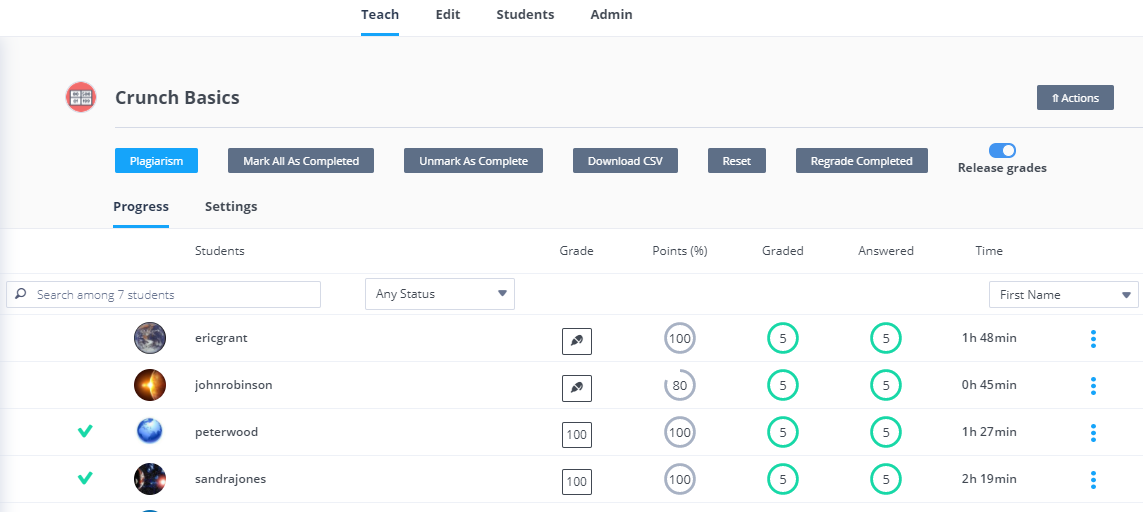 Teach Edit Students Admin
Crunch Basics
⇑ Actions
Plagiarism Mark All As Completed Unmark As Complete Download CSV Reset Regrade Completed
Release grades
Progress Settings
Students Grade Points (%) Graded Answered Time
Search among 7 students Any Status First Name
ericgrant 100 5 5 1h 48min
johnrobinson 80 5 5 0h 45min
peterwood 100 100 5 5 1h 27min
sandrajones 100 100 5 5 2h 19min